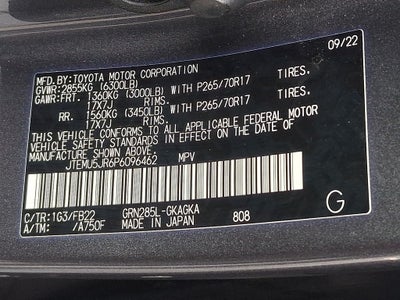 MFD.BY:TOYOTA MOTOR CORPORATION 09/22
GVWR:2855KG (6300LB)
GAWR:FRT. 1360KG (3000LB) WITH P265/70R17 TIRES,
17X7J RIMS.
RR. 1560KG (3450LB) WITH P265/70R17 TIRES,
17X7J RIMS.
THIS VEHICLE CONFORMS TO ALL APPLICABLE FEDERAL MOTOR
VEHICLE SAFETY STANDARDS IN EFFECT ON THE DATE OF
MANUFACTURE SHOWN ABOVE.
JTEMU5JR6P6096462 MPV
C/TR:1G3/FB22 GRN285L-GKAGKA 808
A/TM: /A750F MADE IN JAPAN
G